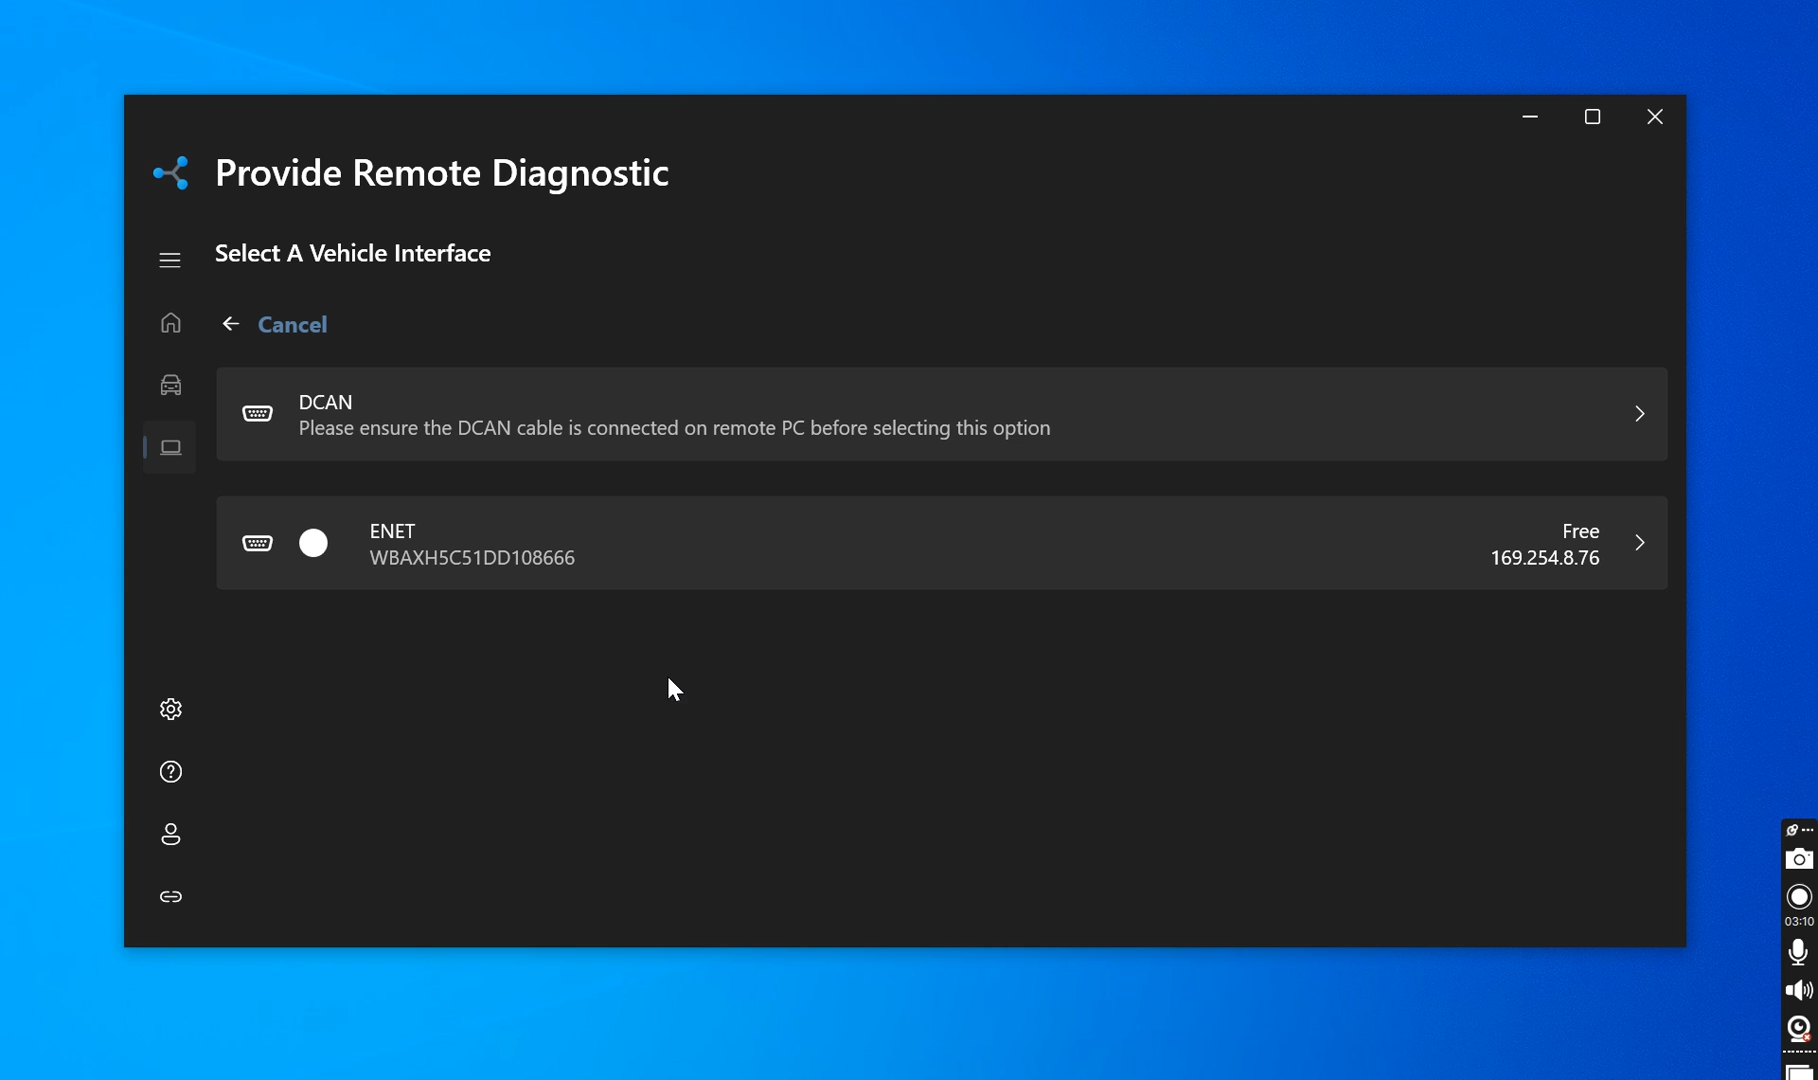 Provide Remote Diagnostic
Select A Vehicle Interface
Cancel
DCAN
Please ensure the DCAN cable is connected on remote PC before selecting this option
ENET
WBAXH5C51DD108666
Free
169.254.8.76
03:10